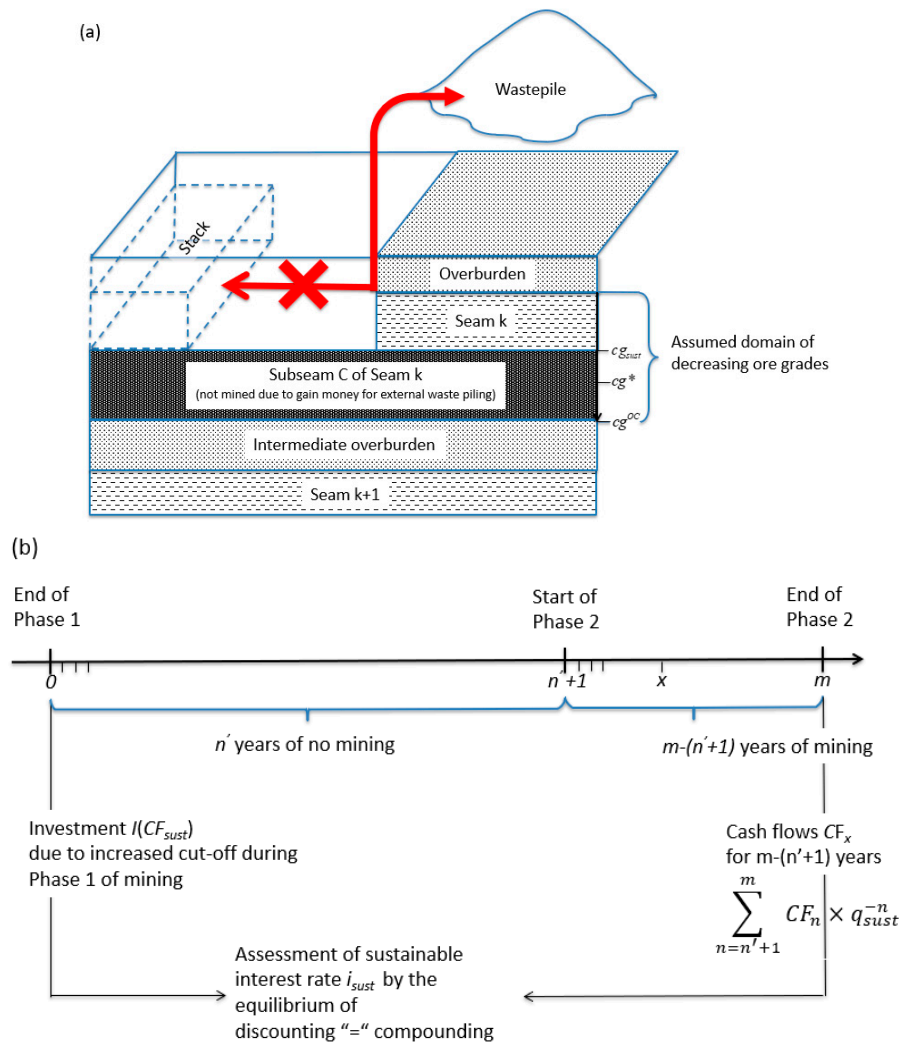 (a)
Wastepile
Stack
Overburden
Seam k
Assumed domain of
decreasing ore grades
cg_sust
cg*
cg^oc
Subseam C of Seam k
(not mined due to gain money for external waste piling)
Intermediate overburden
Seam k+1
(b)
End of
Phase 1
Start of
Phase 2
End of
Phase 2
0
n´+1
x
m
n´ years of no mining
m-(n´+1) years of mining
Investment I(CF_sust)
due to increased cut-off during
Phase 1 of mining
Cash flows CF_x
for m-(n’+1) years
m
∑ CF_n × q_sust^-n
n=n'+1
Assessment of sustainable
interest rate i_sust by the
equilibrium of
discounting “=“ compounding